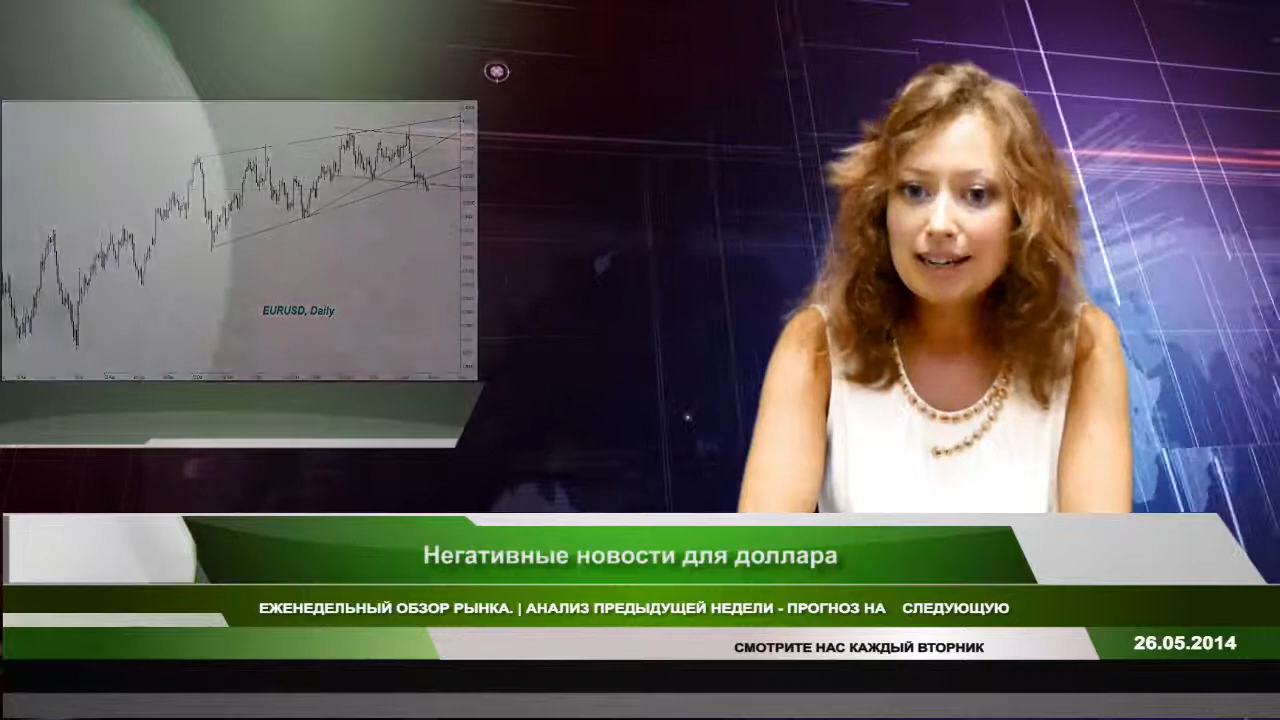 EURUSD, Daily
Негативные новости для доллара
ЕЖЕНЕДЕЛЬНЫЙ ОБЗОР РЫНКА. | АНАЛИЗ ПРЕДЫДУЩЕЙ НЕДЕЛИ - ПРОГНОЗ НА СЛЕДУЮЩУЮ
СМОТРИТЕ НАС КАЖДЫЙ ВТОРНИК
26.05.2014